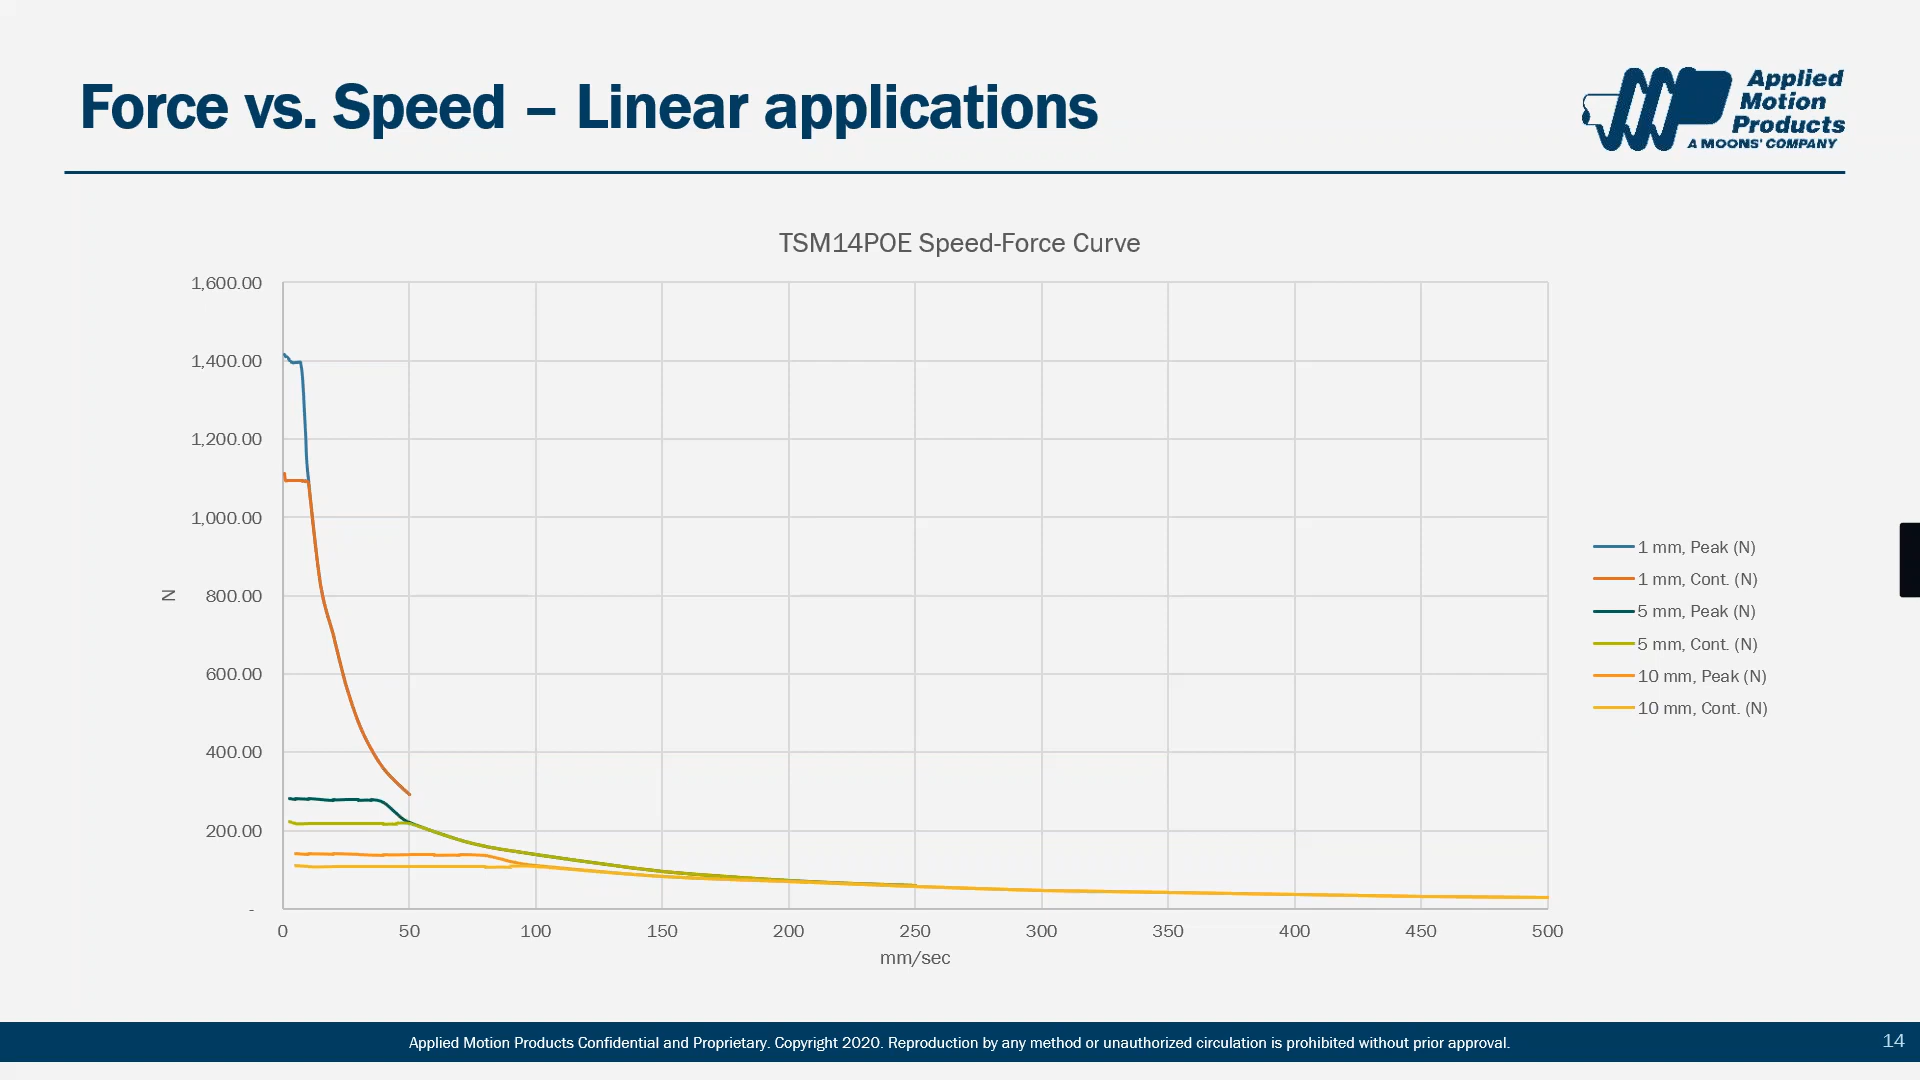 Force vs. Speed – Linear applications
Applied
Motion
Products
A MOONS' COMPANY
TSM14POE Speed-Force Curve
1,600.00
1,400.00
1,200.00
1,000.00
800.00
600.00
400.00
200.00
-
N
0 50 100 150 200 250 300 350 400 450 500
mm/sec
1 mm, Peak (N)
1 mm, Cont. (N)
5 mm, Peak (N)
5 mm, Cont. (N)
10 mm, Peak (N)
10 mm, Cont. (N)
Applied Motion Products Confidential and Proprietary. Copyright 2020. Reproduction by any method or unauthorized circulation is prohibited without prior approval.
14